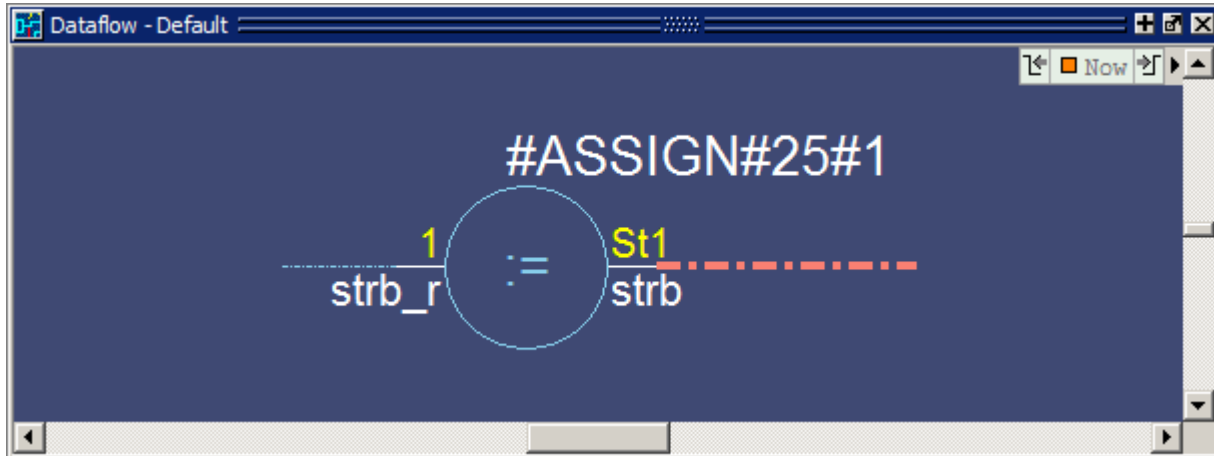 Dataflow - Default
Now
#ASSIGN#25#1
1
St1
:=
strb_r
strb